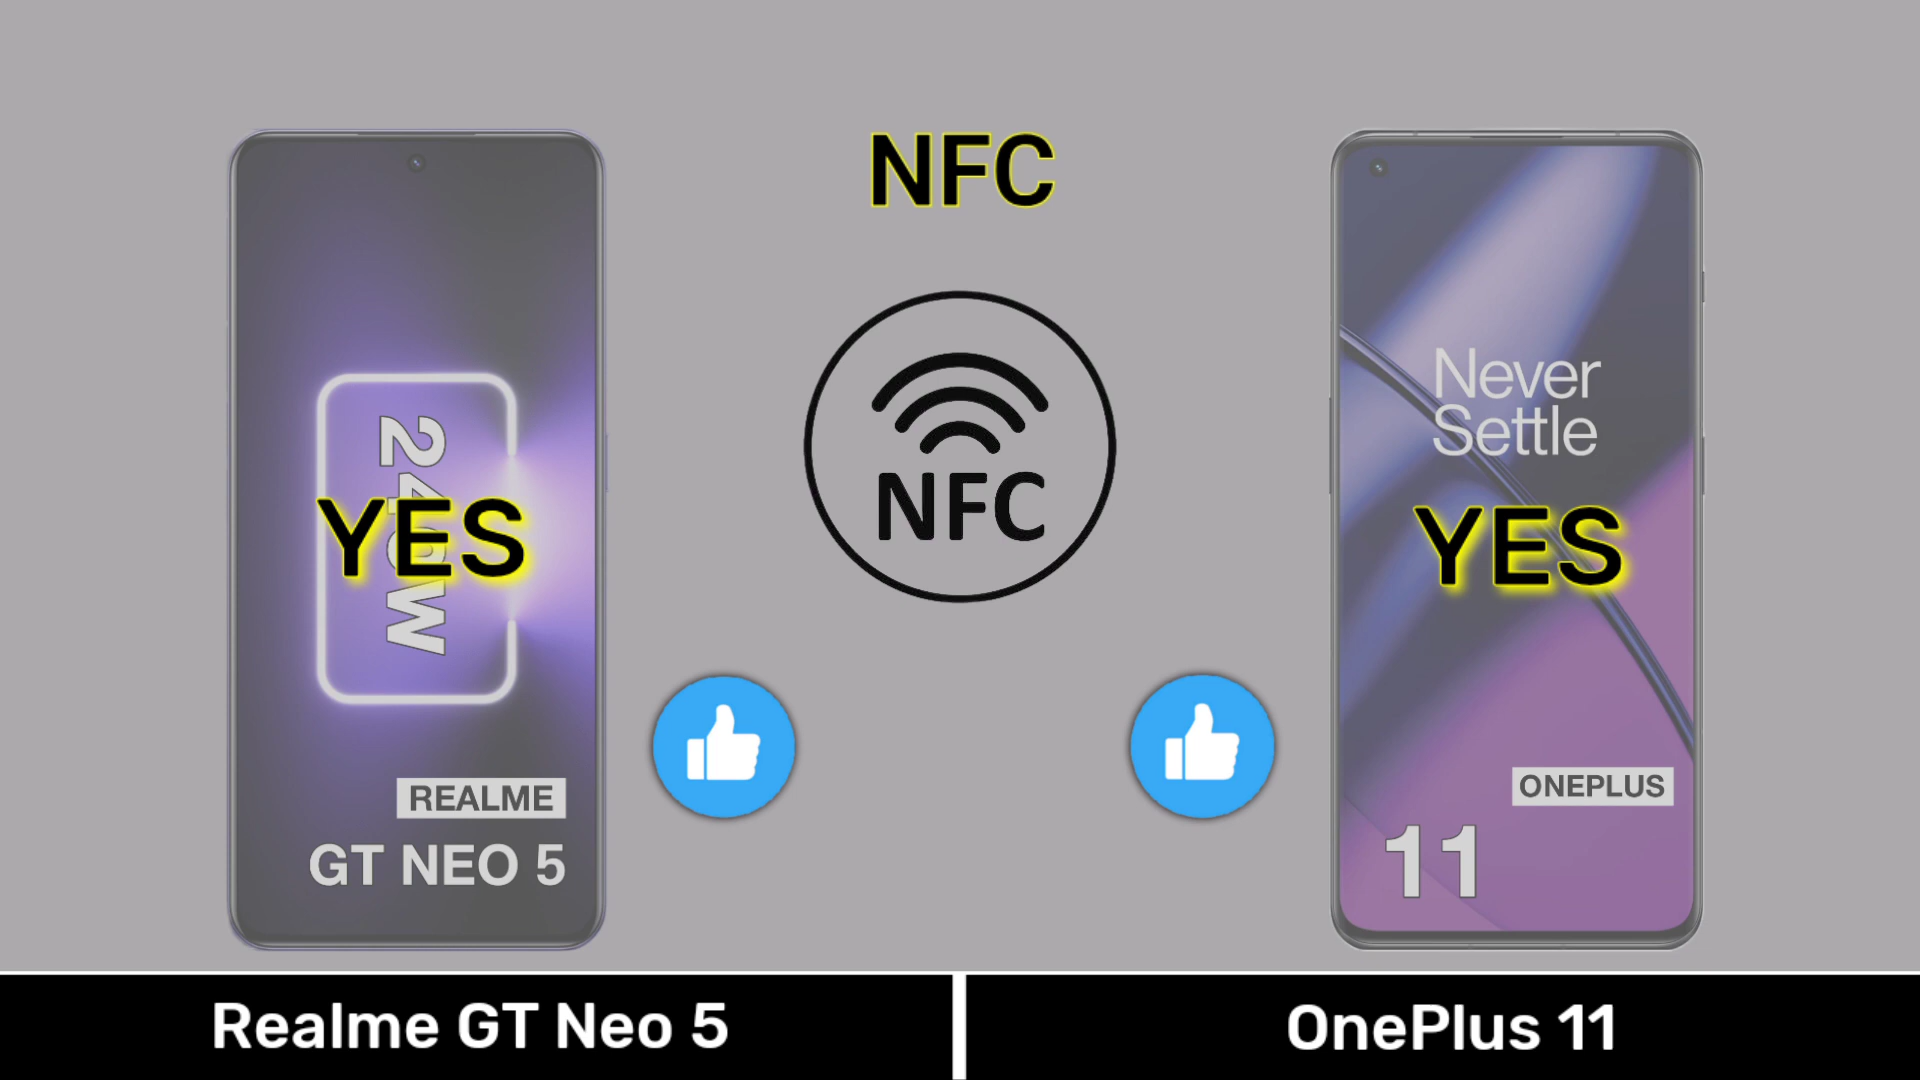 NFC
NFC
240W
YES
REALME
GT NEO 5
Never
Settle
YES
ONEPLUS
11
Realme GT Neo 5
OnePlus 11